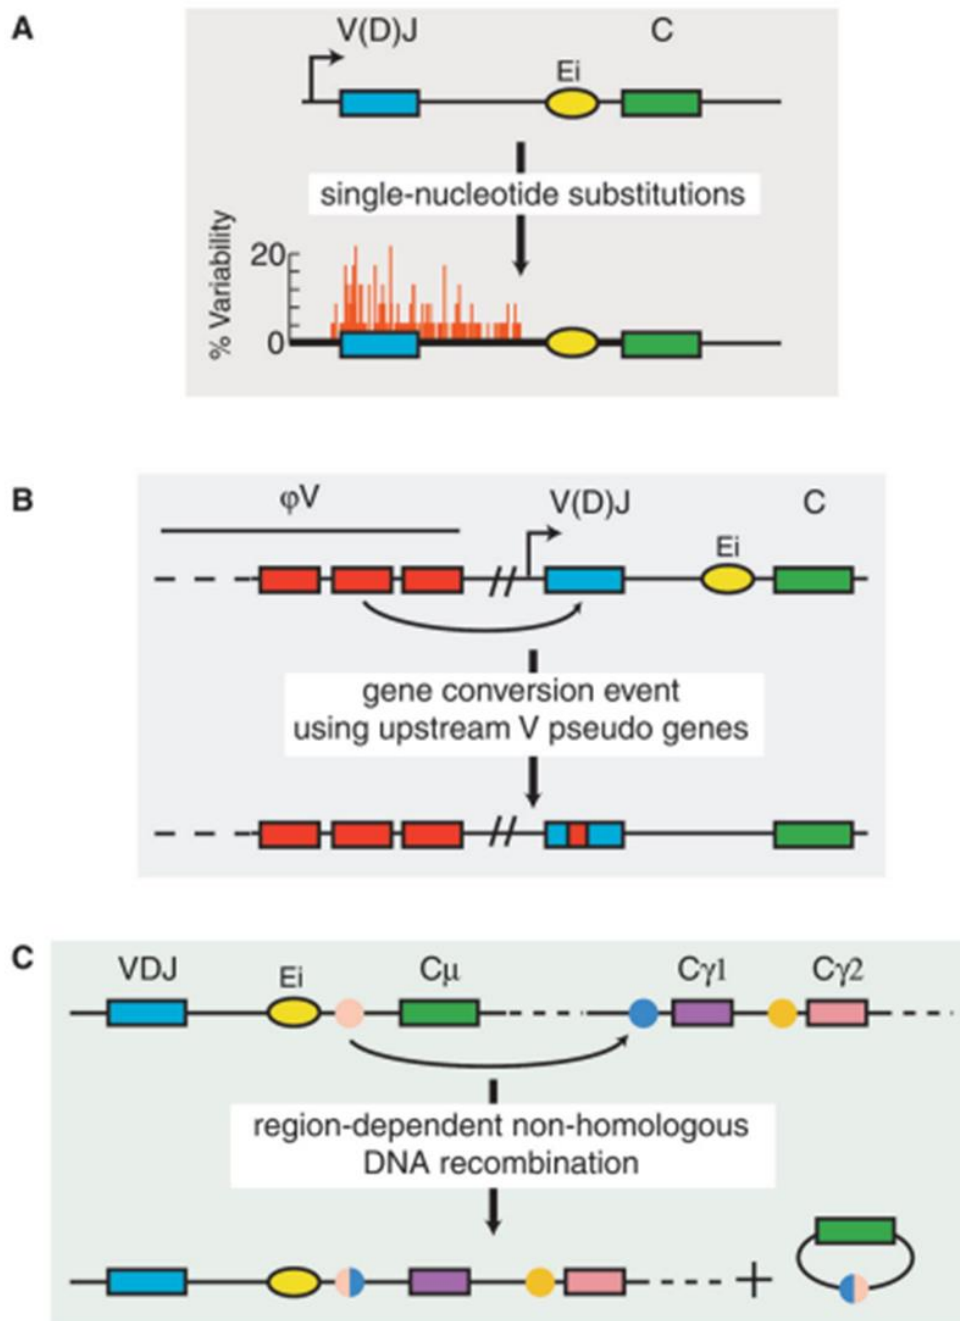 A
V(D)J C
Ei
single-nucleotide substitutions
% Variability
20
0
B
φV V(D)J C
Ei
gene conversion event
using upstream V pseudo genes
C
VDJ Ei Cμ Cγ1 Cγ2
region-dependent non-homologous
DNA recombination
+